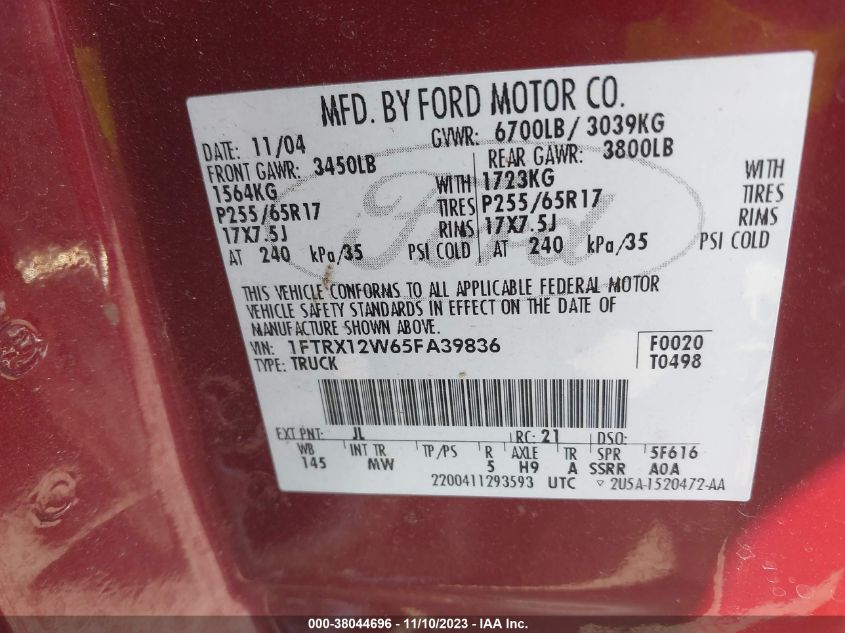 MFD. BY FORD MOTOR CO.
DATE: 11/04 GVWR: 6700LB/ 3039KG
FRONT GAWR: 3450LB REAR GAWR: 3800LB
1564KG WITH 1723KG WITH
P255/65R17 TIRES P255/65R17 TIRES
17X7.5J RIMS 17X7.5J RIMS
AT 240 kPa/35 PSI COLD AT 240 kPa/35 PSI COLD
Ford
THIS VEHICLE CONFORMS TO ALL APPLICABLE FEDERAL MOTOR
VEHICLE SAFETY STANDARDS IN EFFECT ON THE DATE OF
MANUFACTURE SHOWN ABOVE.
VIN: 1FTRX12W65FA39836 F0020
TYPE: TRUCK T0498
EXT PNT: JL RC: 21 DSO:
WB INT TR TP/PS R AXLE TR SPR 5F616
145 MW 5 H9 A SSRR A0A
2200411293593 UTC 2U5A-1520472-AA
000-38044696 - 11/10/2023 - IAA Inc.